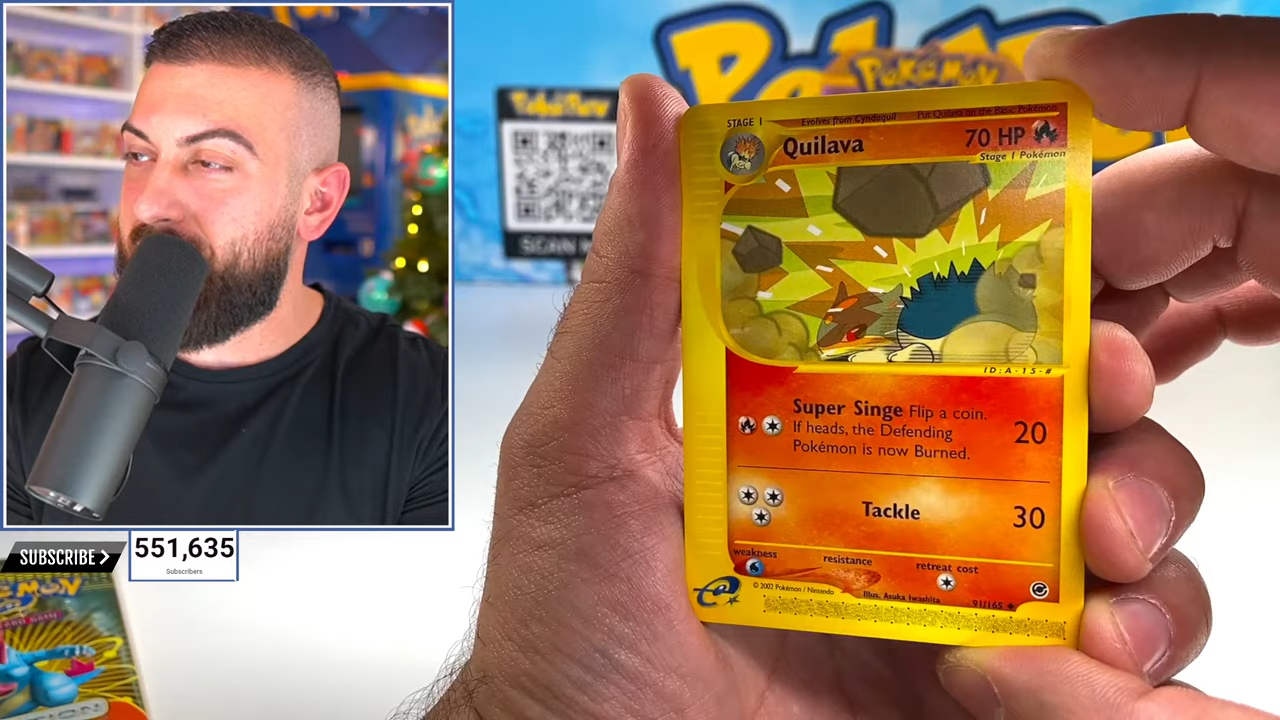 PoKéMoN
SCAN M
STAGE 1
Evolves from Cyndaquil
Put Quilava on the Basic Pokémon
Quilava
70 HP
Stage 1 Pokémon
ID:A-15-#
Super Singe Flip a coin.
If heads, the Defending
Pokémon is now Burned.
20
Tackle
30
weakness
resistance
retreat cost
© 2002 Pokémon / Nintendo
Illus. Asuka Iwashita
91/165
SUBSCRIBE
551,635
Subscribers